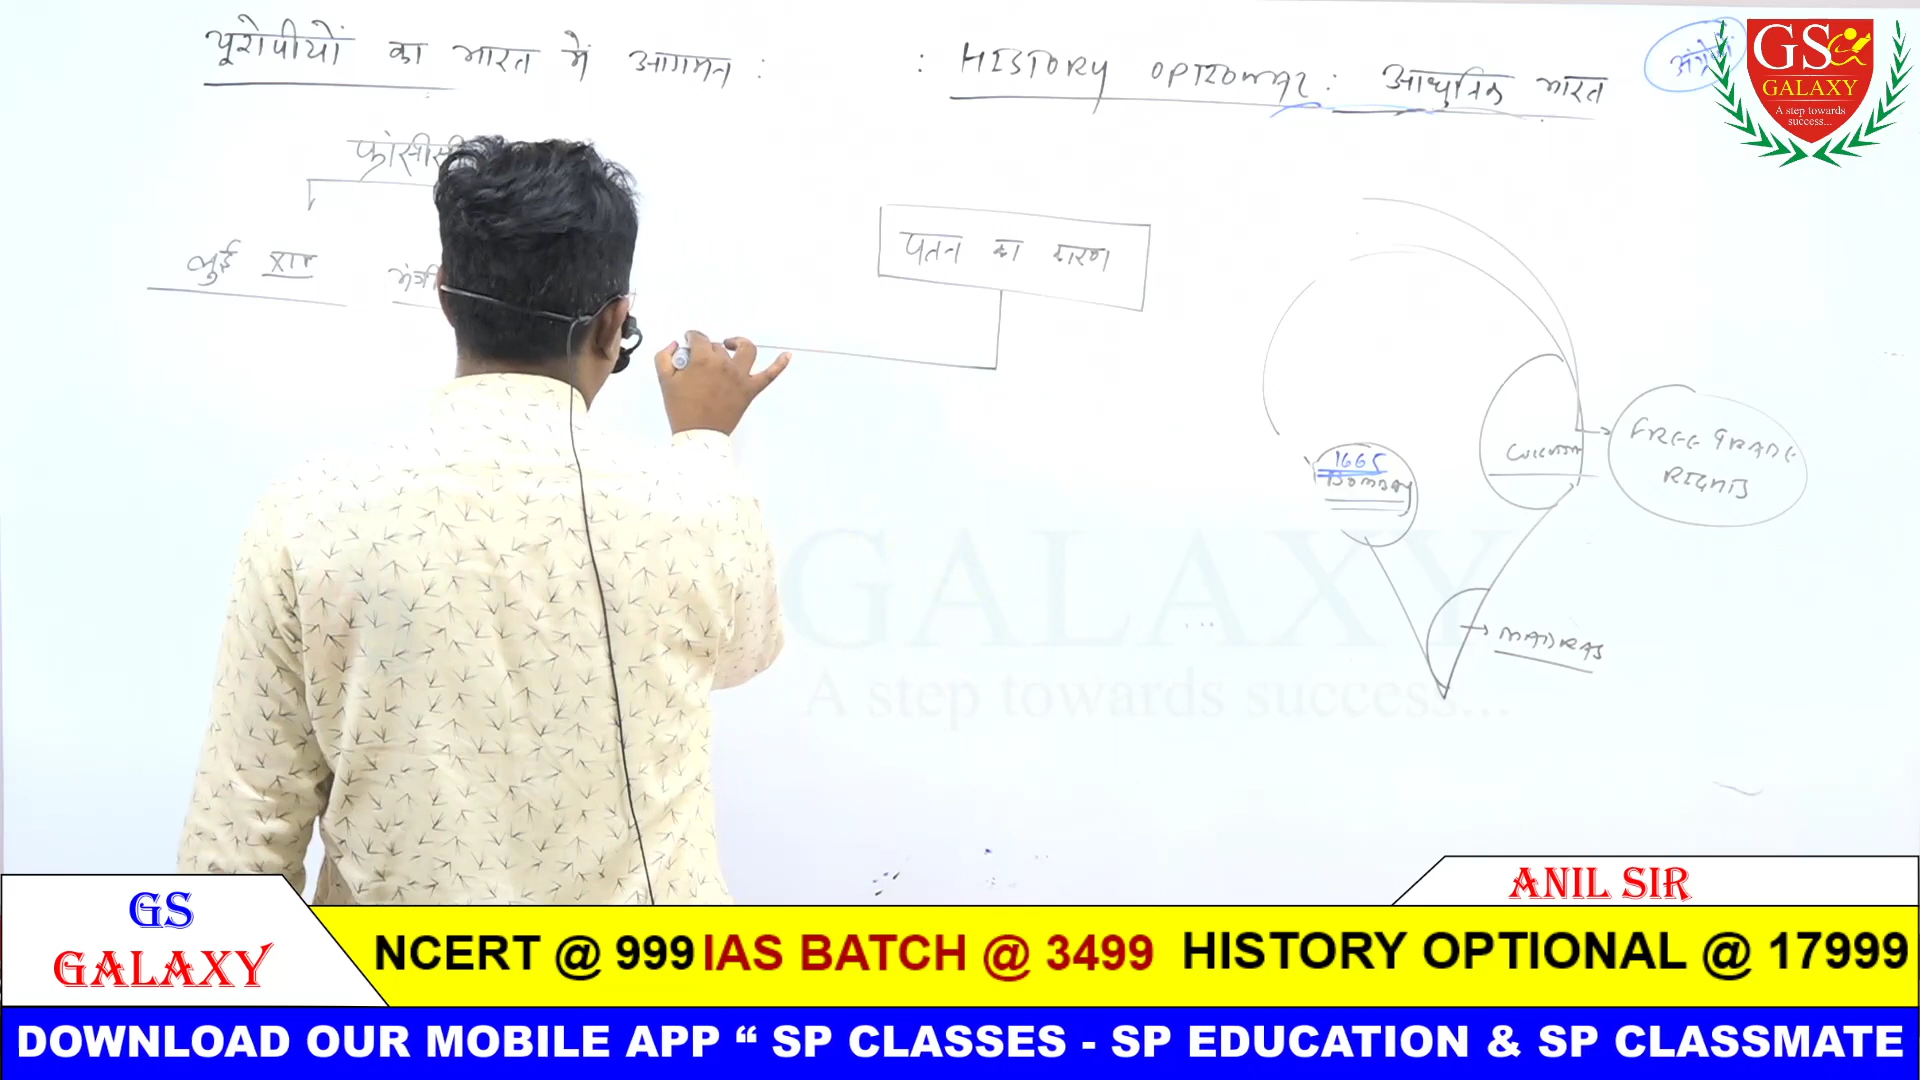 यूरोपीयों का भारत में आगमन :
: HISTORY OPTIONAL : आधुनिक भारत
GS
GALAXY
A step towards
success...
फ्रांसीसी
लुई XIV
मंत्री
पतन का कारण
1665
BOMBAY
CALCUTTA
FREE TRADE
RIGHTS
MADRAS
GALAXY
A step towards success...
ANIL SIR
GS
GALAXY
NCERT @ 999 IAS BATCH @ 3499 HISTORY OPTIONAL @ 17999
DOWNLOAD OUR MOBILE APP “ SP CLASSES - SP EDUCATION & SP CLASSMATE